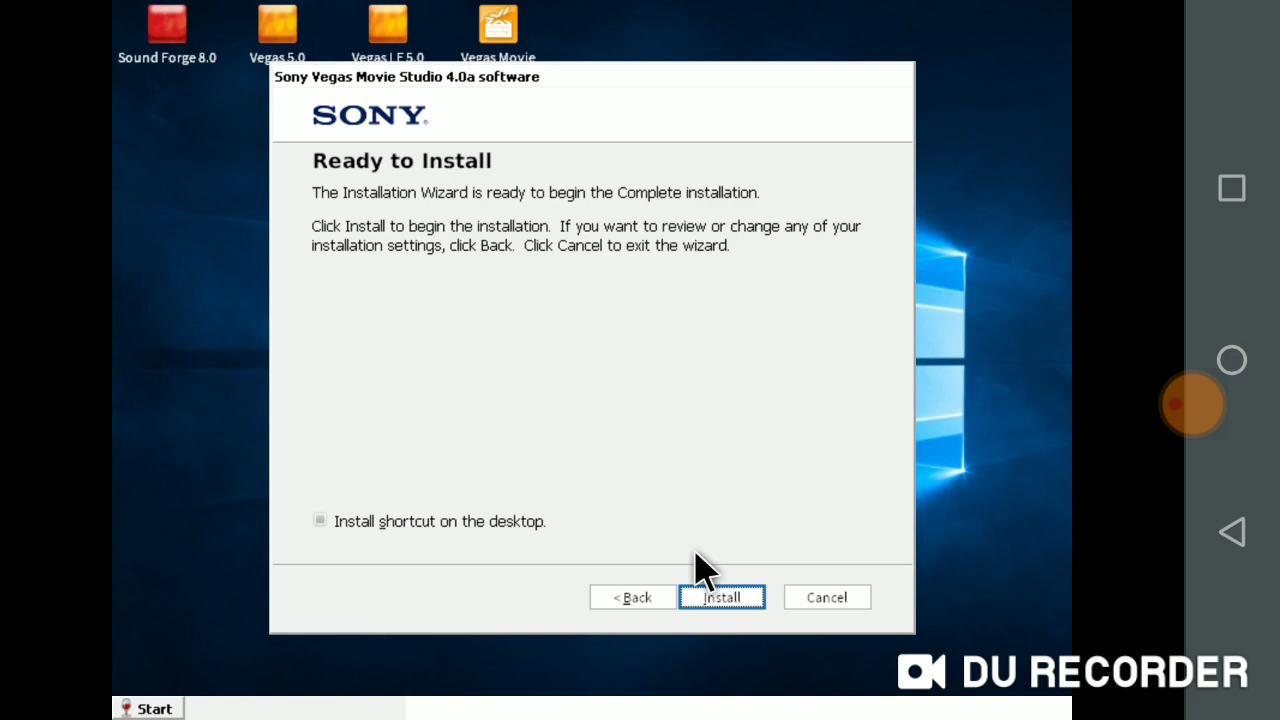 Sound Forge 8.0
Vegas 5.0
Vegas LE 5.0
Vegas Movie
Sony Vegas Movie Studio 4.0a software
SONY.
Ready to Install
The Installation Wizard is ready to begin the Complete installation.
Click Install to begin the installation. If you want to review or change any of your
installation settings, click Back. Click Cancel to exit the wizard.
Install shortcut on the desktop.
< Back
Install
Cancel
DU RECORDER
Start